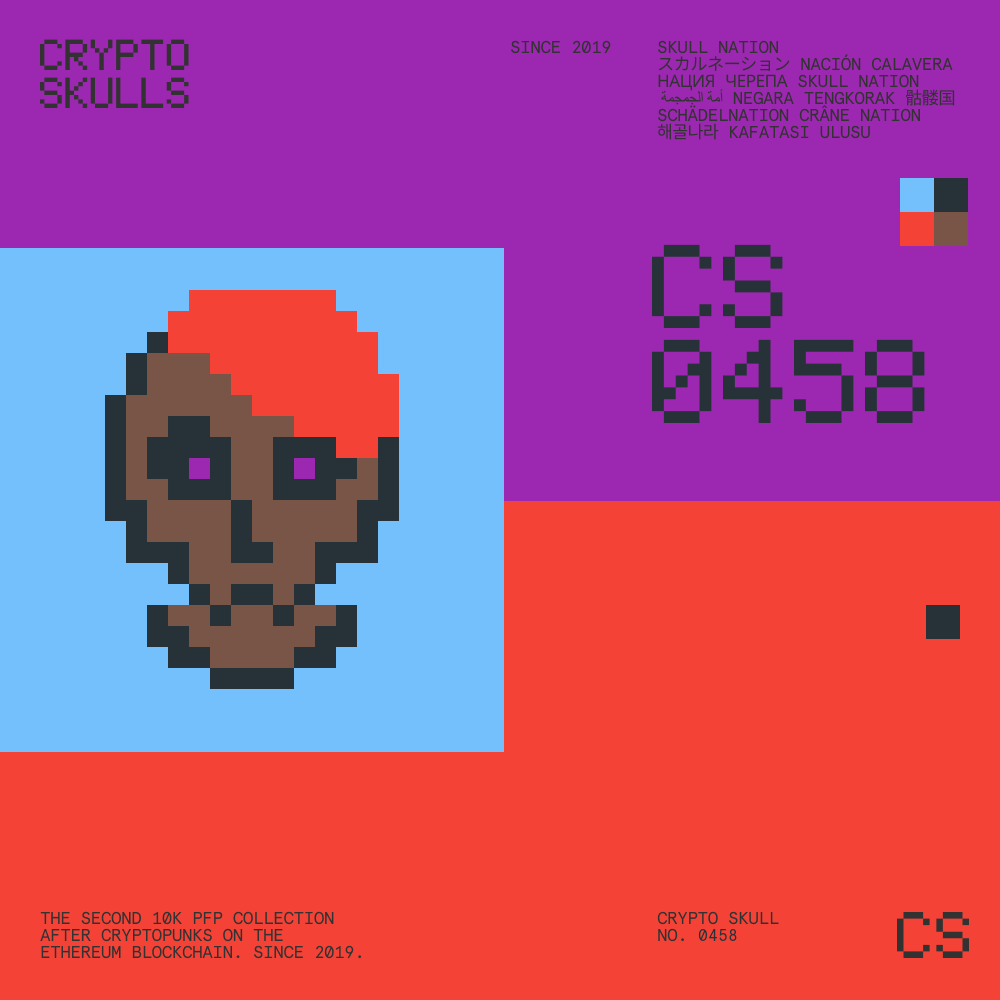 CRYPTO
SKULLS
SINCE 2019
SKULL NATION
スカルネーション NACIÓN CALAVERA
НАЦИЯ ЧЕРЕПА SKULL NATION
أمة الجمجمة NEGARA TENGKORAK 骷髅国
SCHÄDELNATION CRÂNE NATION
해골나라 KAFATASI ULUSU
CS
0458
THE SECOND 10K PFP COLLECTION
AFTER CRYPTOPUNKS ON THE
ETHEREUM BLOCKCHAIN. SINCE 2019.
CRYPTO SKULL
NO. 0458
CS